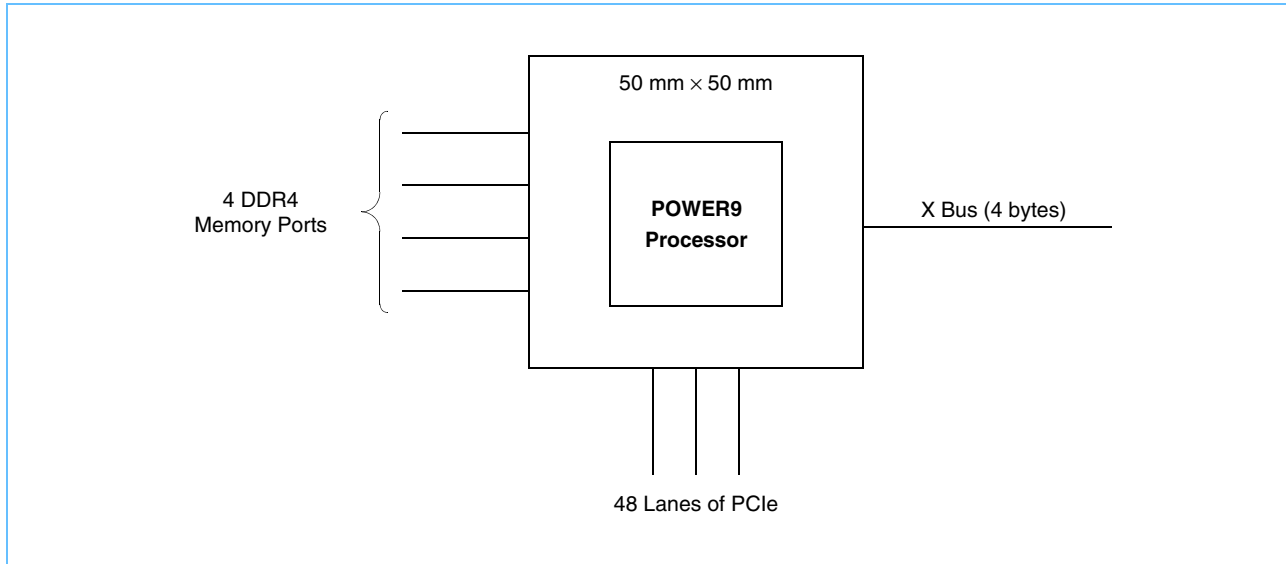 50 mm × 50 mm
4 DDR4
Memory Ports
POWER9
Processor
X Bus (4 bytes)
48 Lanes of PCIe